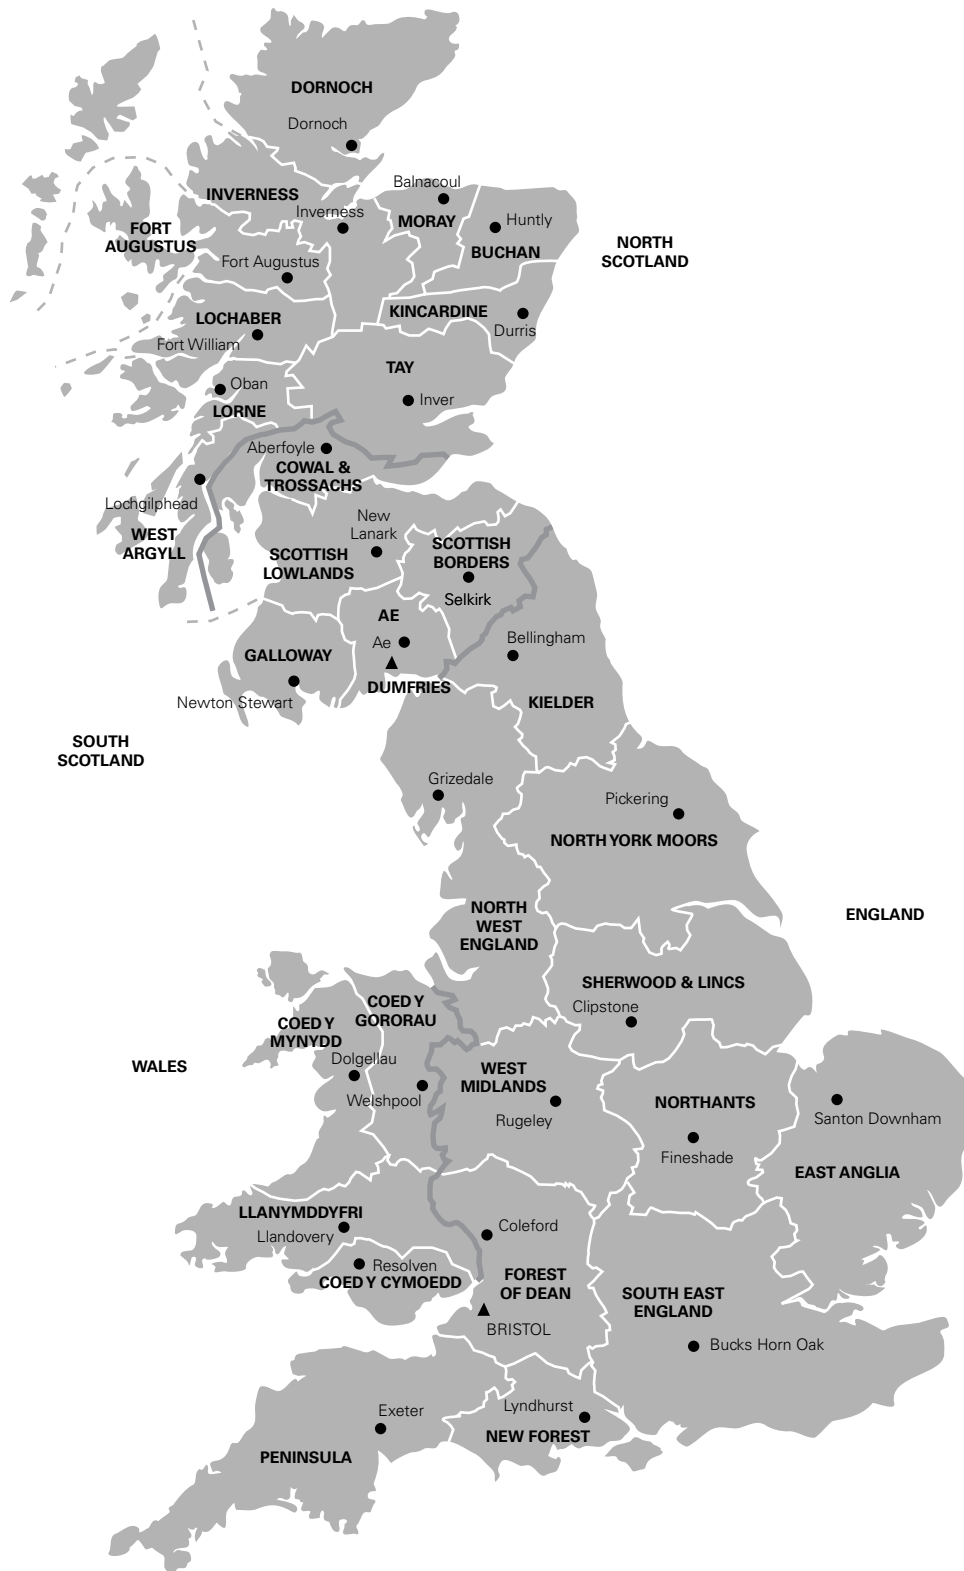 DORNOCH
Dornoch
INVERNESS
Inverness
Balnacoul
MORAY
Huntly
BUCHAN
FORT
AUGUSTUS
Fort Augustus
NORTH
SCOTLAND
LOCHABER
Fort William
KINCARDINE
Durris
TAY
Inver
Oban
LORNE
Aberfoyle
COWAL &
TROSSACHS
Lochgilphead
WEST
ARGYLL
New
Lanark
SCOTTISH
LOWLANDS
SCOTTISH
BORDERS
Selkirk
AE
Ae
DUMFRIES
GALLOWAY
Newton Stewart
Bellingham
KIELDER
SOUTH
SCOTLAND
Grizedale
Pickering
NORTH YORK MOORS
NORTH
WEST
ENGLAND
ENGLAND
SHERWOOD & LINCS
Clipstone
COED Y
GORORAU
COED Y
MYNYDD
Dolgellau
Welshpool
WALES
WEST
MIDLANDS
Rugeley
NORTHANTS
Fineshade
Santon Downham
EAST ANGLIA
LLANYMDDYFRI
Llandovery
Resolven
COED Y CYMOEDD
Coleford
FOREST
OF DEAN
BRISTOL
SOUTH EAST
ENGLAND
Bucks Horn Oak
Lyndhurst
NEW FOREST
Exeter
PENINSULA